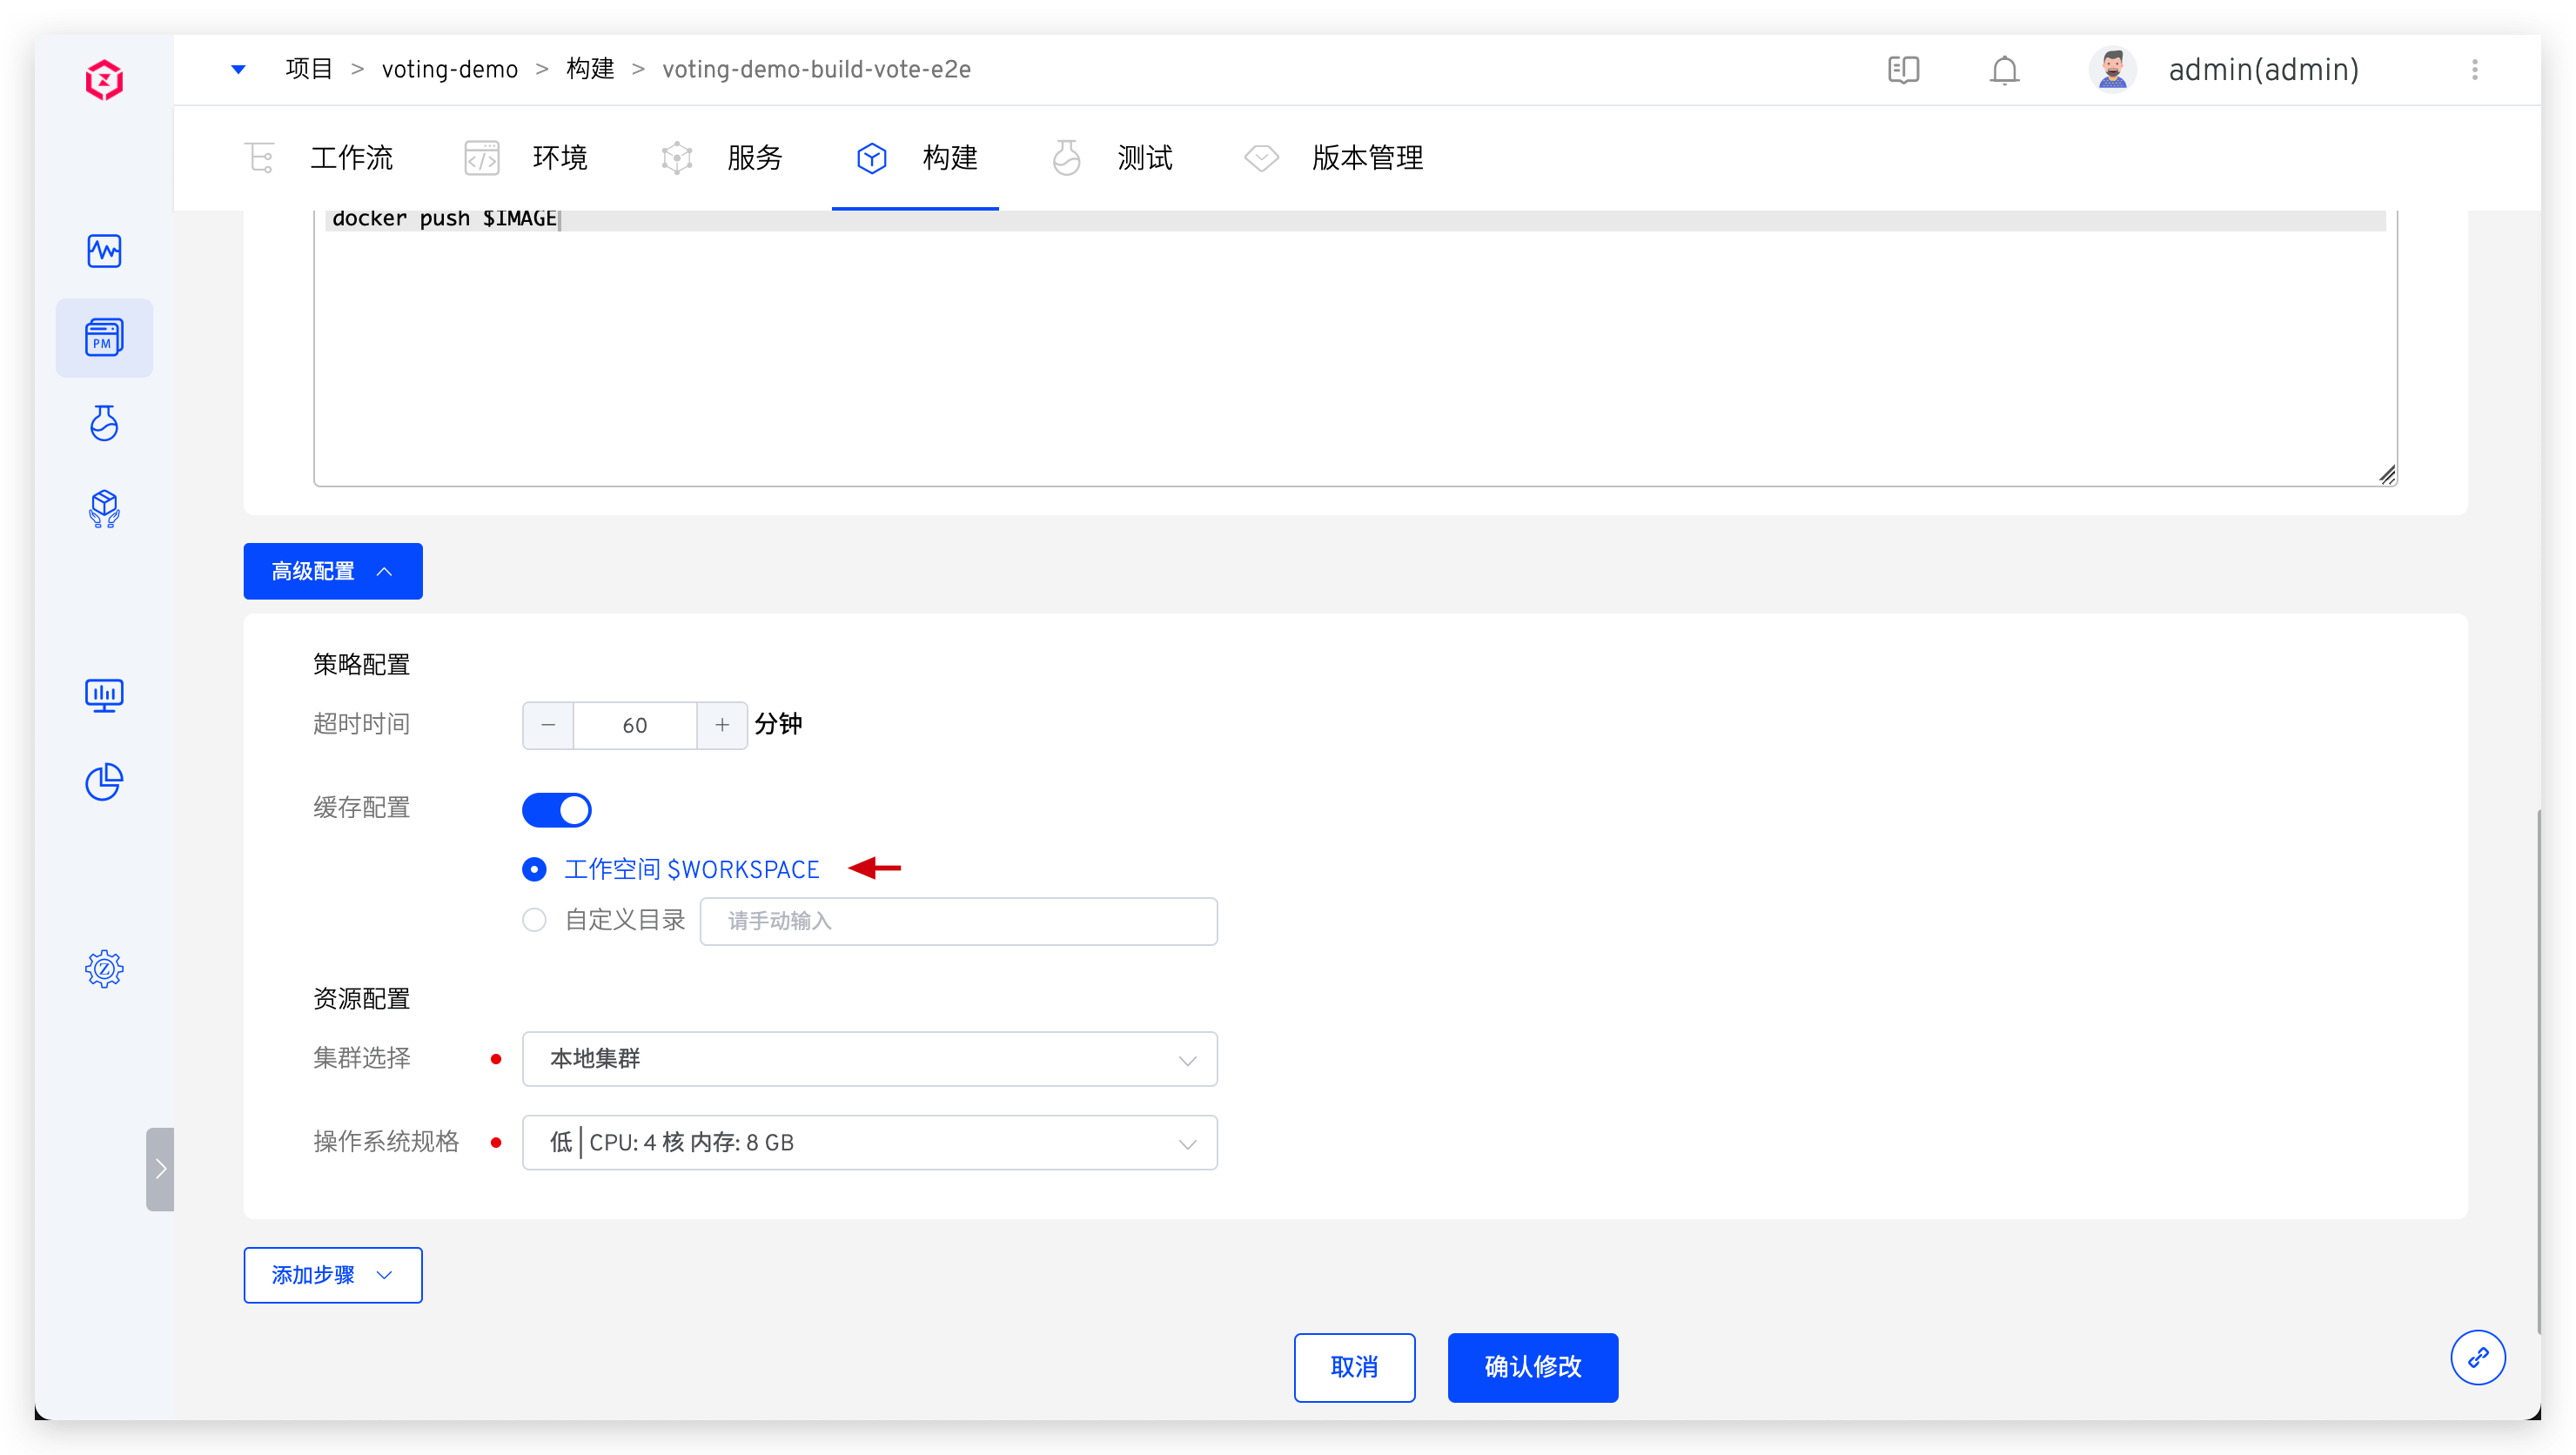 项目 > voting-demo > 构建 > voting-demo-build-vote-e2e
admin(admin)
工作流 环境 服务 构建 测试 版本管理
docker push $IMAGE
PM
高级配置
策略配置
超时时间 − 60 + 分钟
缓存配置
工作空间 $WORKSPACE
自定义目录 请手动输入
资源配置
集群选择 本地集群
操作系统规格 低 | CPU: 4 核 内存: 8 GB
添加步骤
取消 确认修改